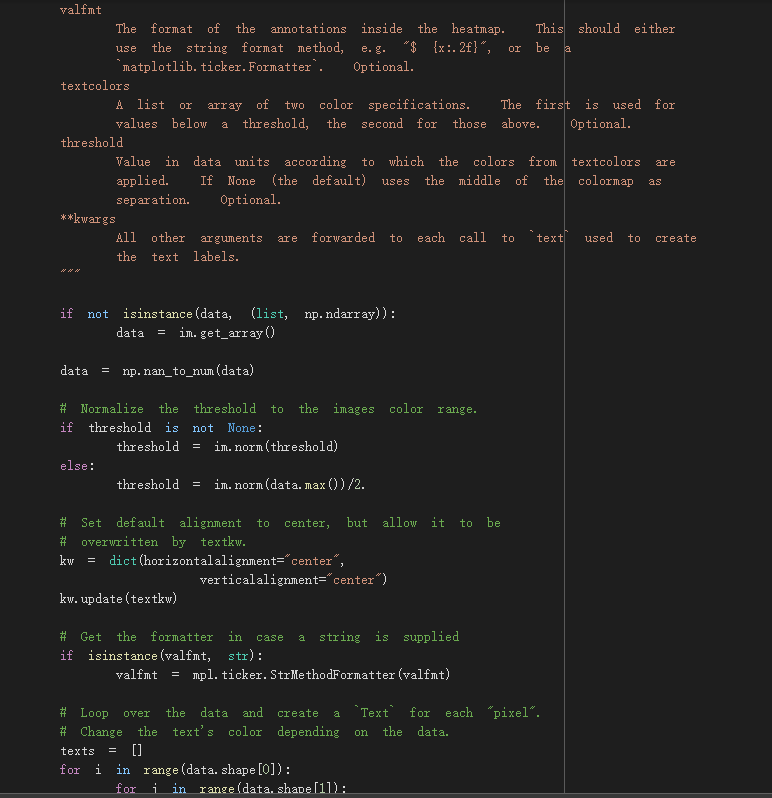 valfmt
The format of the annotations inside the heatmap. This should either
use the string format method, e.g. "$ {x:.2f}", or be a
`matplotlib.ticker.Formatter`. Optional.
textcolors
A list or array of two color specifications. The first is used for
values below a threshold, the second for those above. Optional.
threshold
Value in data units according to which the colors from textcolors are
applied. If None (the default) uses the middle of the colormap as
separation. Optional.
**kwargs
All other arguments are forwarded to each call to `text` used to create
the text labels.
"""
if not isinstance(data, (list, np.ndarray)):
data = im.get_array()
data = np.nan_to_num(data)
# Normalize the threshold to the images color range.
if threshold is not None:
threshold = im.norm(threshold)
else:
threshold = im.norm(data.max())/2.
# Set default alignment to center, but allow it to be
# overwritten by textkw.
kw = dict(horizontalalignment="center",
verticalalignment="center")
kw.update(textkw)
# Get the formatter in case a string is supplied
if isinstance(valfmt, str):
valfmt = mpl.ticker.StrMethodFormatter(valfmt)
# Loop over the data and create a `Text` for each "pixel".
# Change the text's color depending on the data.
texts = []
for i in range(data.shape[0]):
for j in range(data.shape[1]):